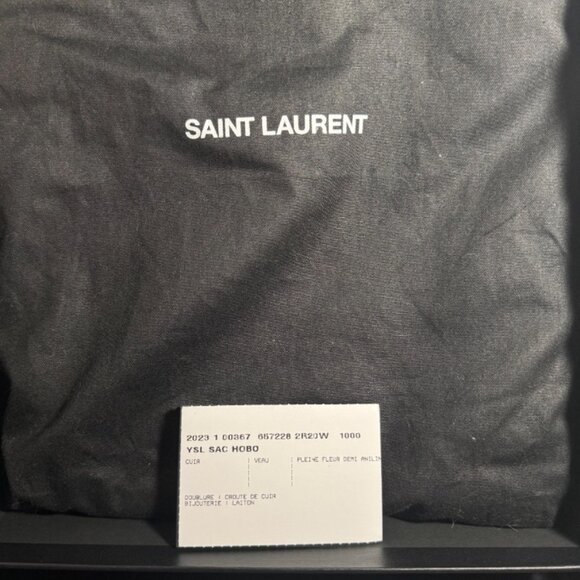 SAINT LAURENT
2023 1 00367 657228 2R20W 1000
YSL SAC HOBO
CUIR | VEAU | PLEINE FLEUR DEMI ANILIN
DOUBLURE | CROUTE DE CUIR
BIJOUTERIE | LAITON